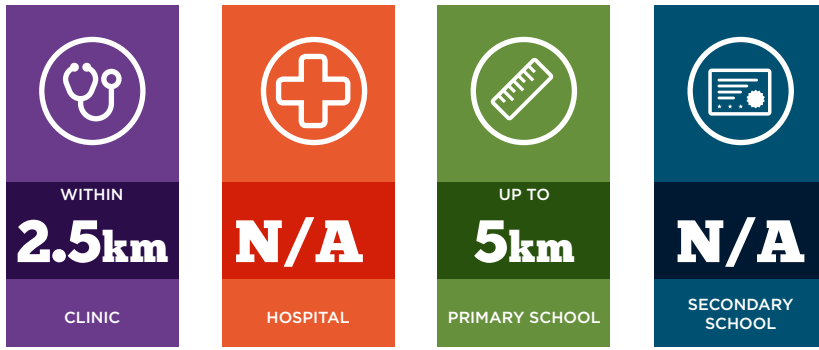 WITHIN
2.5km
CLINIC
N/A
HOSPITAL
UP TO
5km
PRIMARY SCHOOL
N/A
SECONDARY
SCHOOL